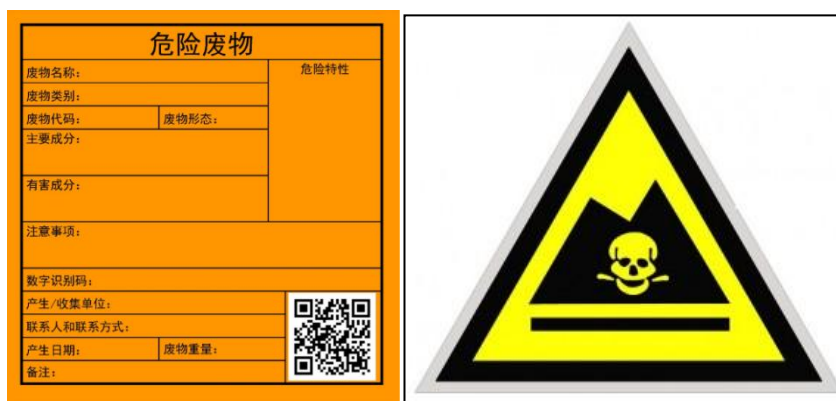 危险废物
废物名称：
危险特性
废物类别：
废物代码：
废物形态：
主要成分：
有害成分：
注意事项：
数字识别码：
产生/收集单位：
联系人和联系方式：
产生日期：
废物重量：
备注：